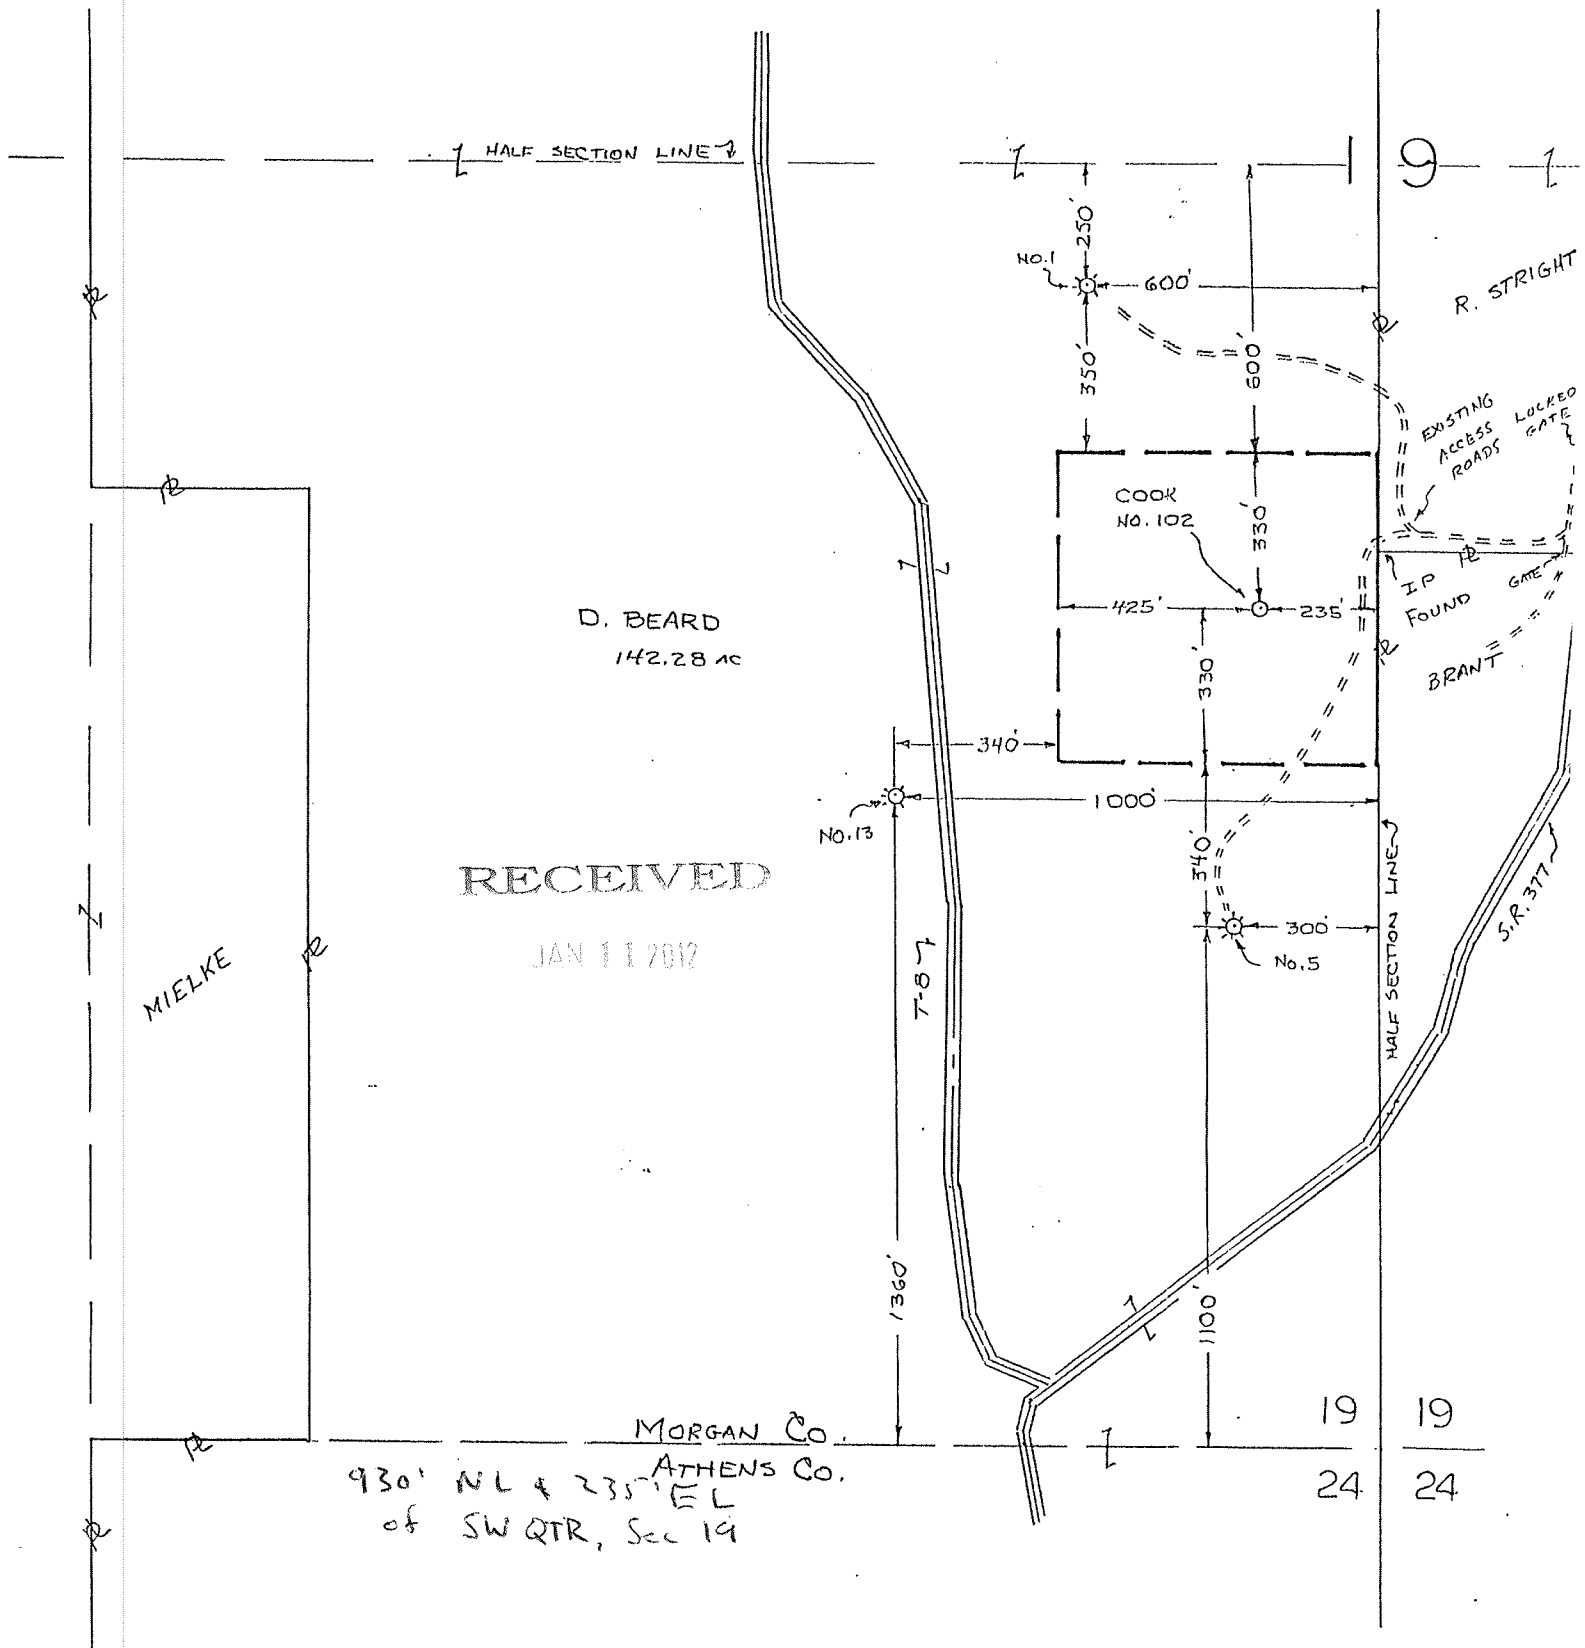 HALF SECTION LINE
19
250'
NO.1
600'
R. STRIGHT
350'
600'
EXISTING
ACCESS
ROADS
LOCKED
GATE
COOK
NO. 102
330'
I P
FOUND
GATE
425'
235'
D. BEARD
142.28 AC
330'
BRANT
340'
1000'
NO.13
340'
HALF SECTION LINE
S.R. 377
RECEIVED
JAN 11 2012
T-87
300'
No.5
MIELKE
1360'
1100'
19 19
MORGAN CO.
ATHENS CO.
24 24
930' NL & 235' EL
of SW QTR, Sec 19